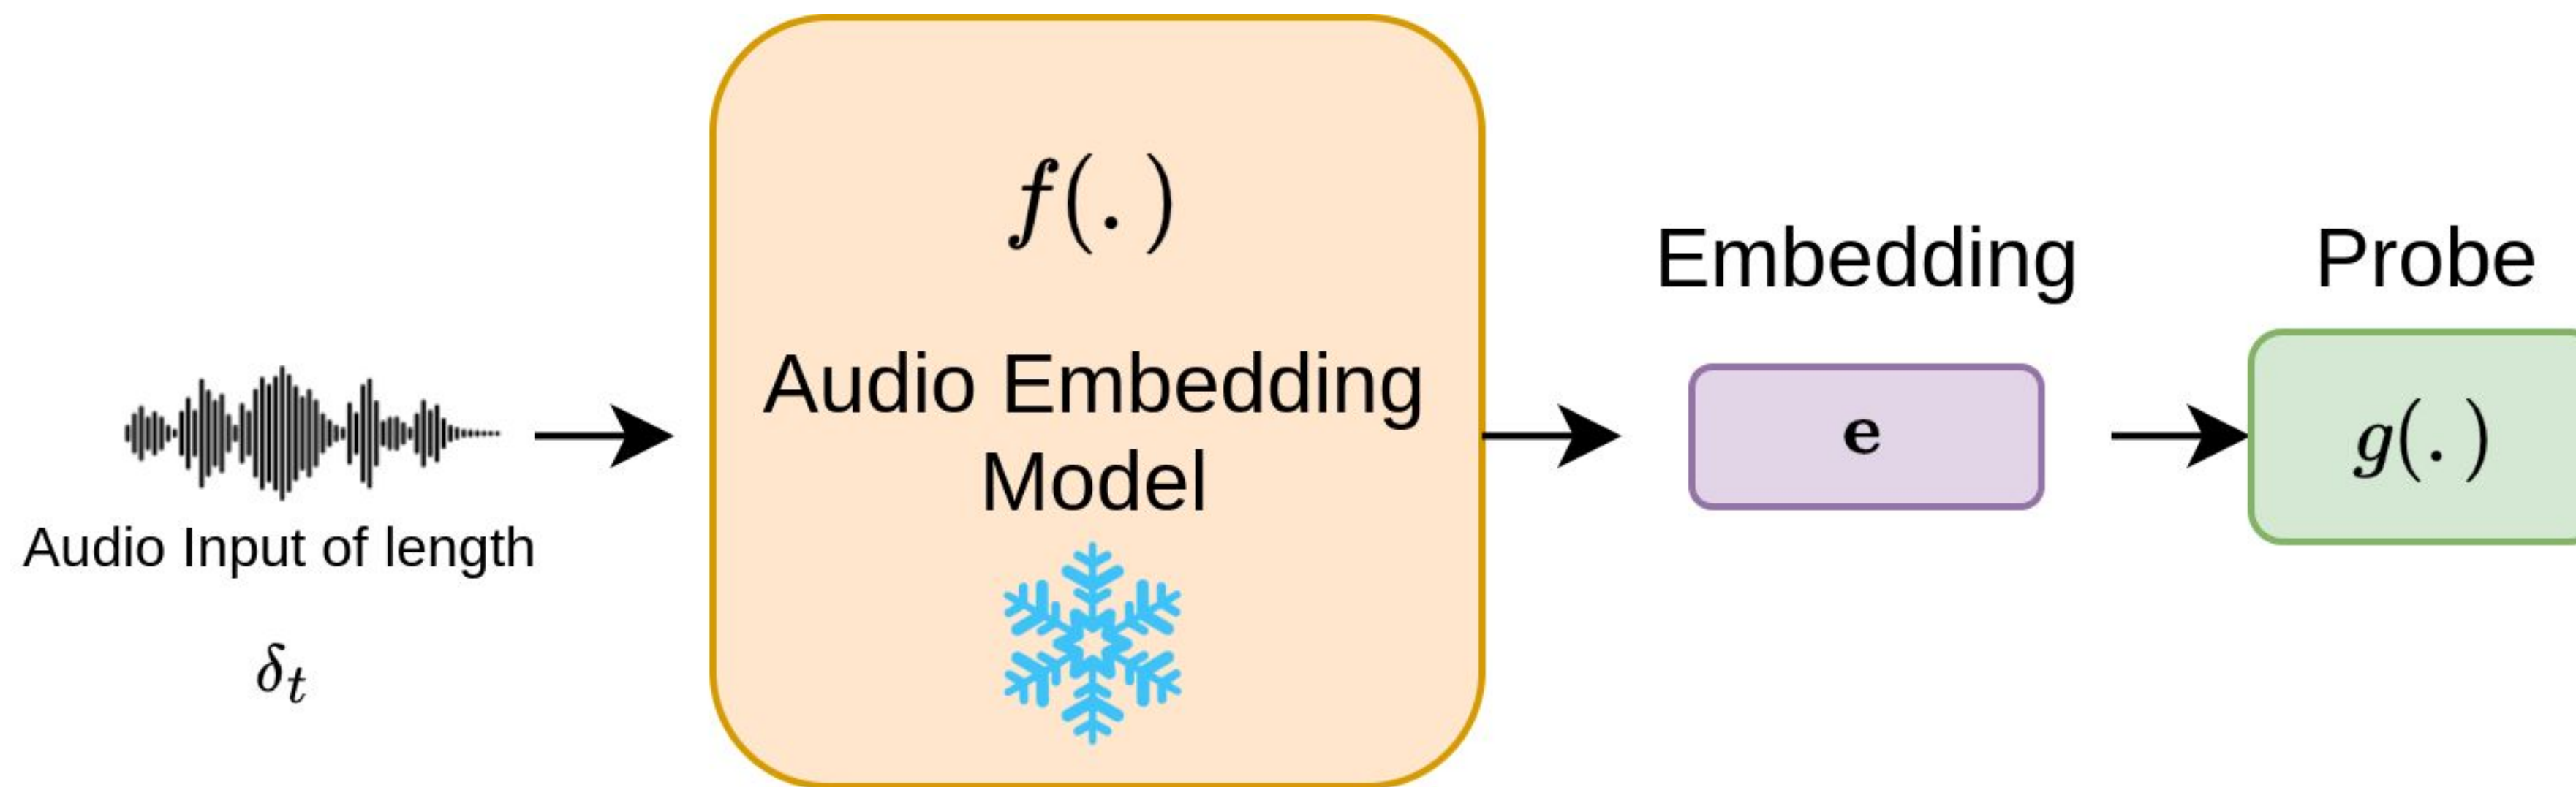 Audio Input of length
δt
f(.)
Audio Embedding
Model
Embedding
e
Probe
g(.)